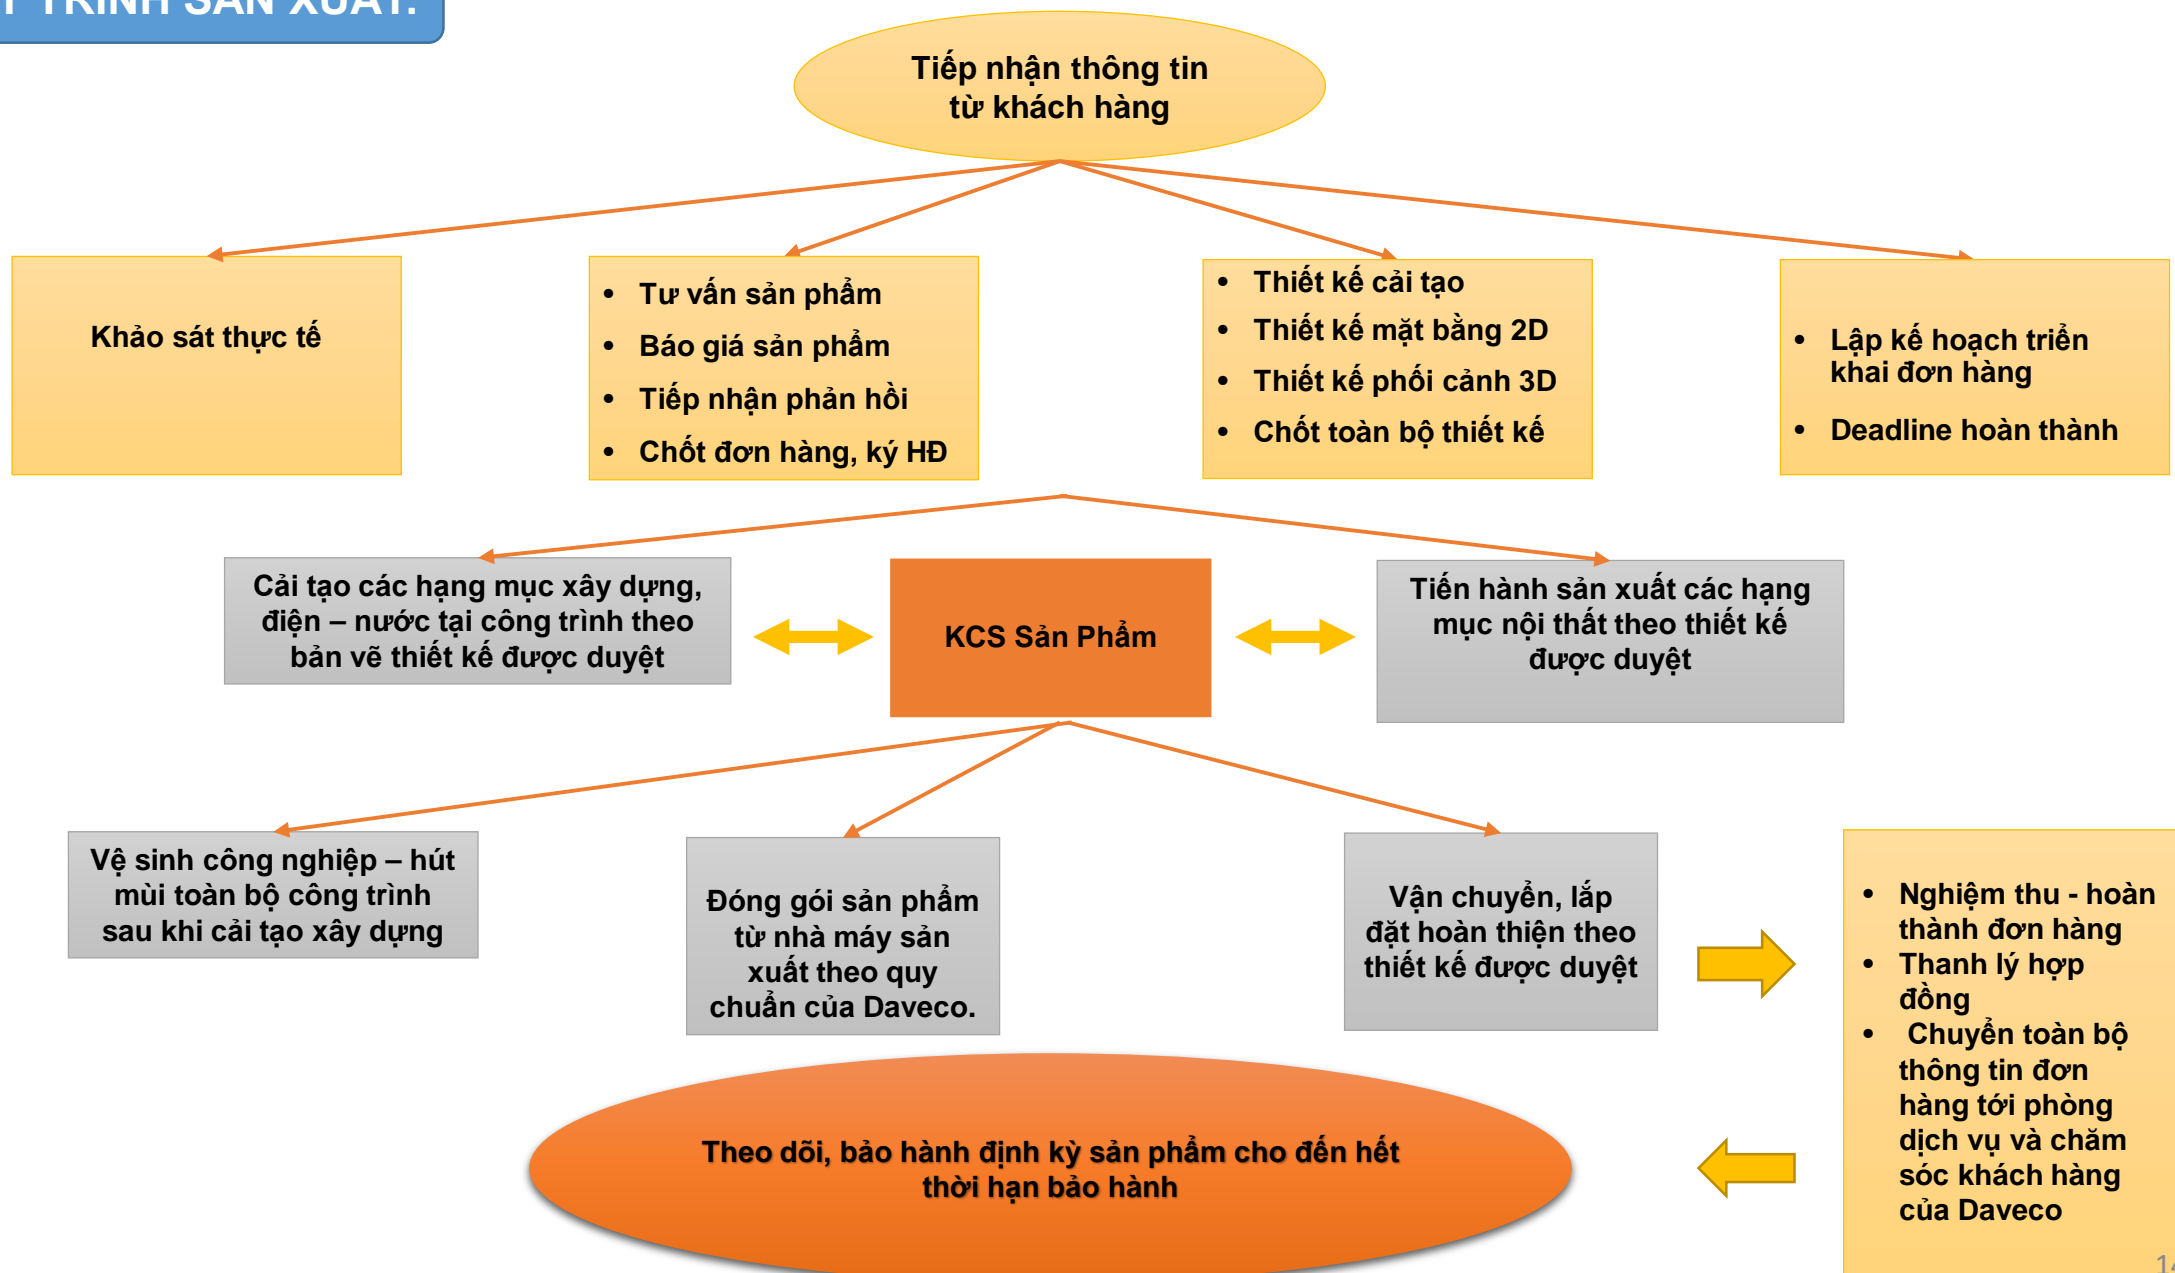 TRÌNH SẢN XUẤT:
Tiếp nhận thông tin
từ khách hàng
Khảo sát thực tế
• Tư vấn sản phẩm
• Báo giá sản phẩm
• Tiếp nhận phản hồi
• Chốt đơn hàng, ký HĐ
• Thiết kế cải tạo
• Thiết kế mặt bằng 2D
• Thiết kế phối cảnh 3D
• Chốt toàn bộ thiết kế
• Lập kế hoạch triển
khai đơn hàng
• Deadline hoàn thành
Cải tạo các hạng mục xây dựng,
điện – nước tại công trình theo
bản vẽ thiết kế được duyệt
KCS Sản Phẩm
Tiến hành sản xuất các hạng
mục nội thất theo thiết kế
được duyệt
Vệ sinh công nghiệp – hút
mùi toàn bộ công trình
sau khi cải tạo xây dựng
Đóng gói sản phẩm
từ nhà máy sản
xuất theo quy
chuẩn của Daveco.
Vận chuyển, lắp
đặt hoàn thiện theo
thiết kế được duyệt
• Nghiệm thu - hoàn
thành đơn hàng
• Thanh lý hợp
đồng
• Chuyển toàn bộ
thông tin đơn
hàng tới phòng
dịch vụ và chăm
sóc khách hàng
của Daveco
Theo dõi, bảo hành định kỳ sản phẩm cho đến hết
thời hạn bảo hành